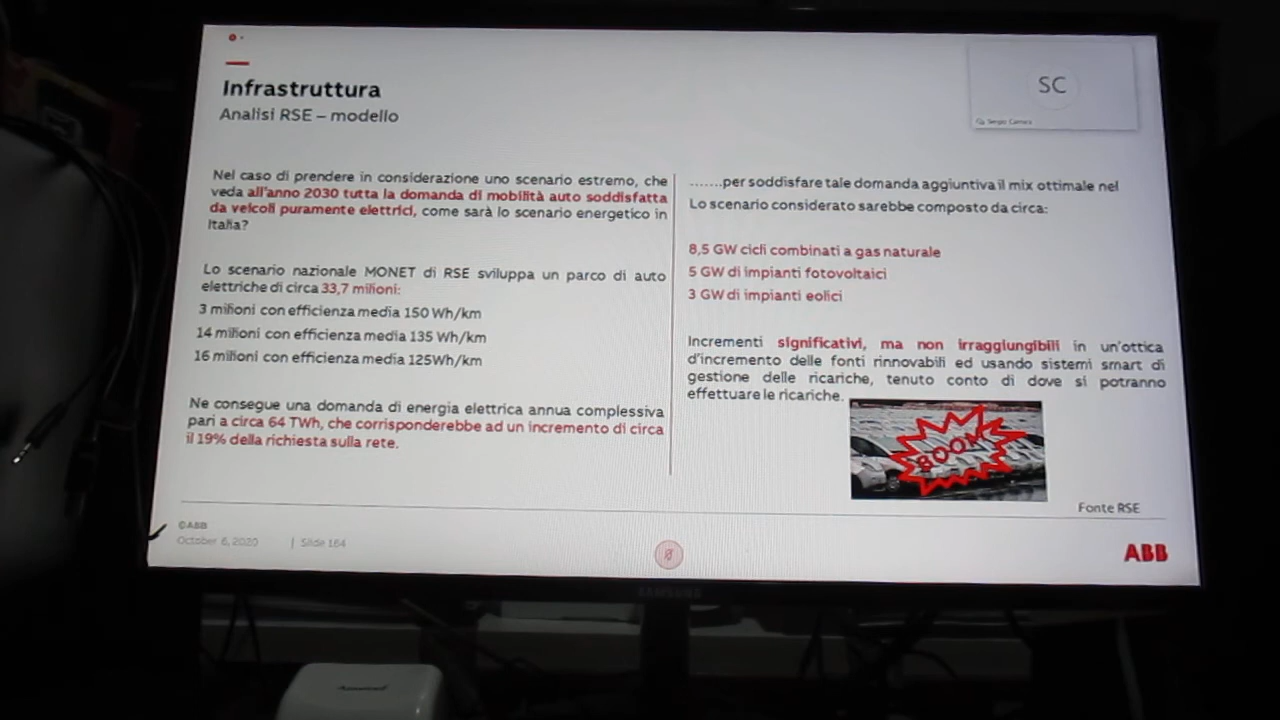 Infrastruttura
Analisi RSE – modello
SC
Nel caso di prendere in considerazione uno scenario estremo, che
veda all'anno 2030 tutta la domanda di mobilità auto soddisfatta
da veicoli puramente elettrici, come sarà lo scenario energetico in
Italia?
Lo scenario nazionale MONET di RSE sviluppa un parco di auto
elettriche di circa 33,7 milioni:
3 milioni con efficienza media 150 Wh/km
14 milioni con efficienza media 135 Wh/km
16 milioni con efficienza media 125Wh/km
Ne consegue una domanda di energia elettrica annua complessiva
pari a circa 64 TWh, che corrisponderebbe ad un incremento di circa
il 19% della richiesta sulla rete.
.......per soddisfare tale domanda aggiuntiva il mix ottimale nel
Lo scenario considerato sarebbe composto da circa:
8,5 GW cicli combinati a gas naturale
5 GW di impianti fotovoltaici
3 GW di impianti eolici
Incrementi significativi, ma non irraggiungibili in un'ottica
d'incremento delle fonti rinnovabili ed usando sistemi smart di
gestione delle ricariche, tenuto conto di dove si potranno
effettuare le ricariche.
BOOM
Fonte RSE
©ABB
October 6, 2020 | Slide 164
ABB
SAMSUNG